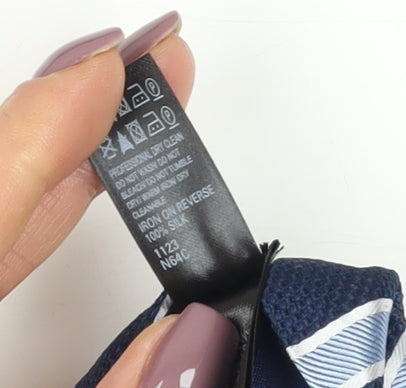 PROFESSIONAL DRY CLEAN
DO NOT WASH DO NOT
BLEACH DO NOT TUMBLE
DRY/ WARM IRON DRY
CLEANABLE
IRON ON REVERSE
100% SILK
1123
N64C